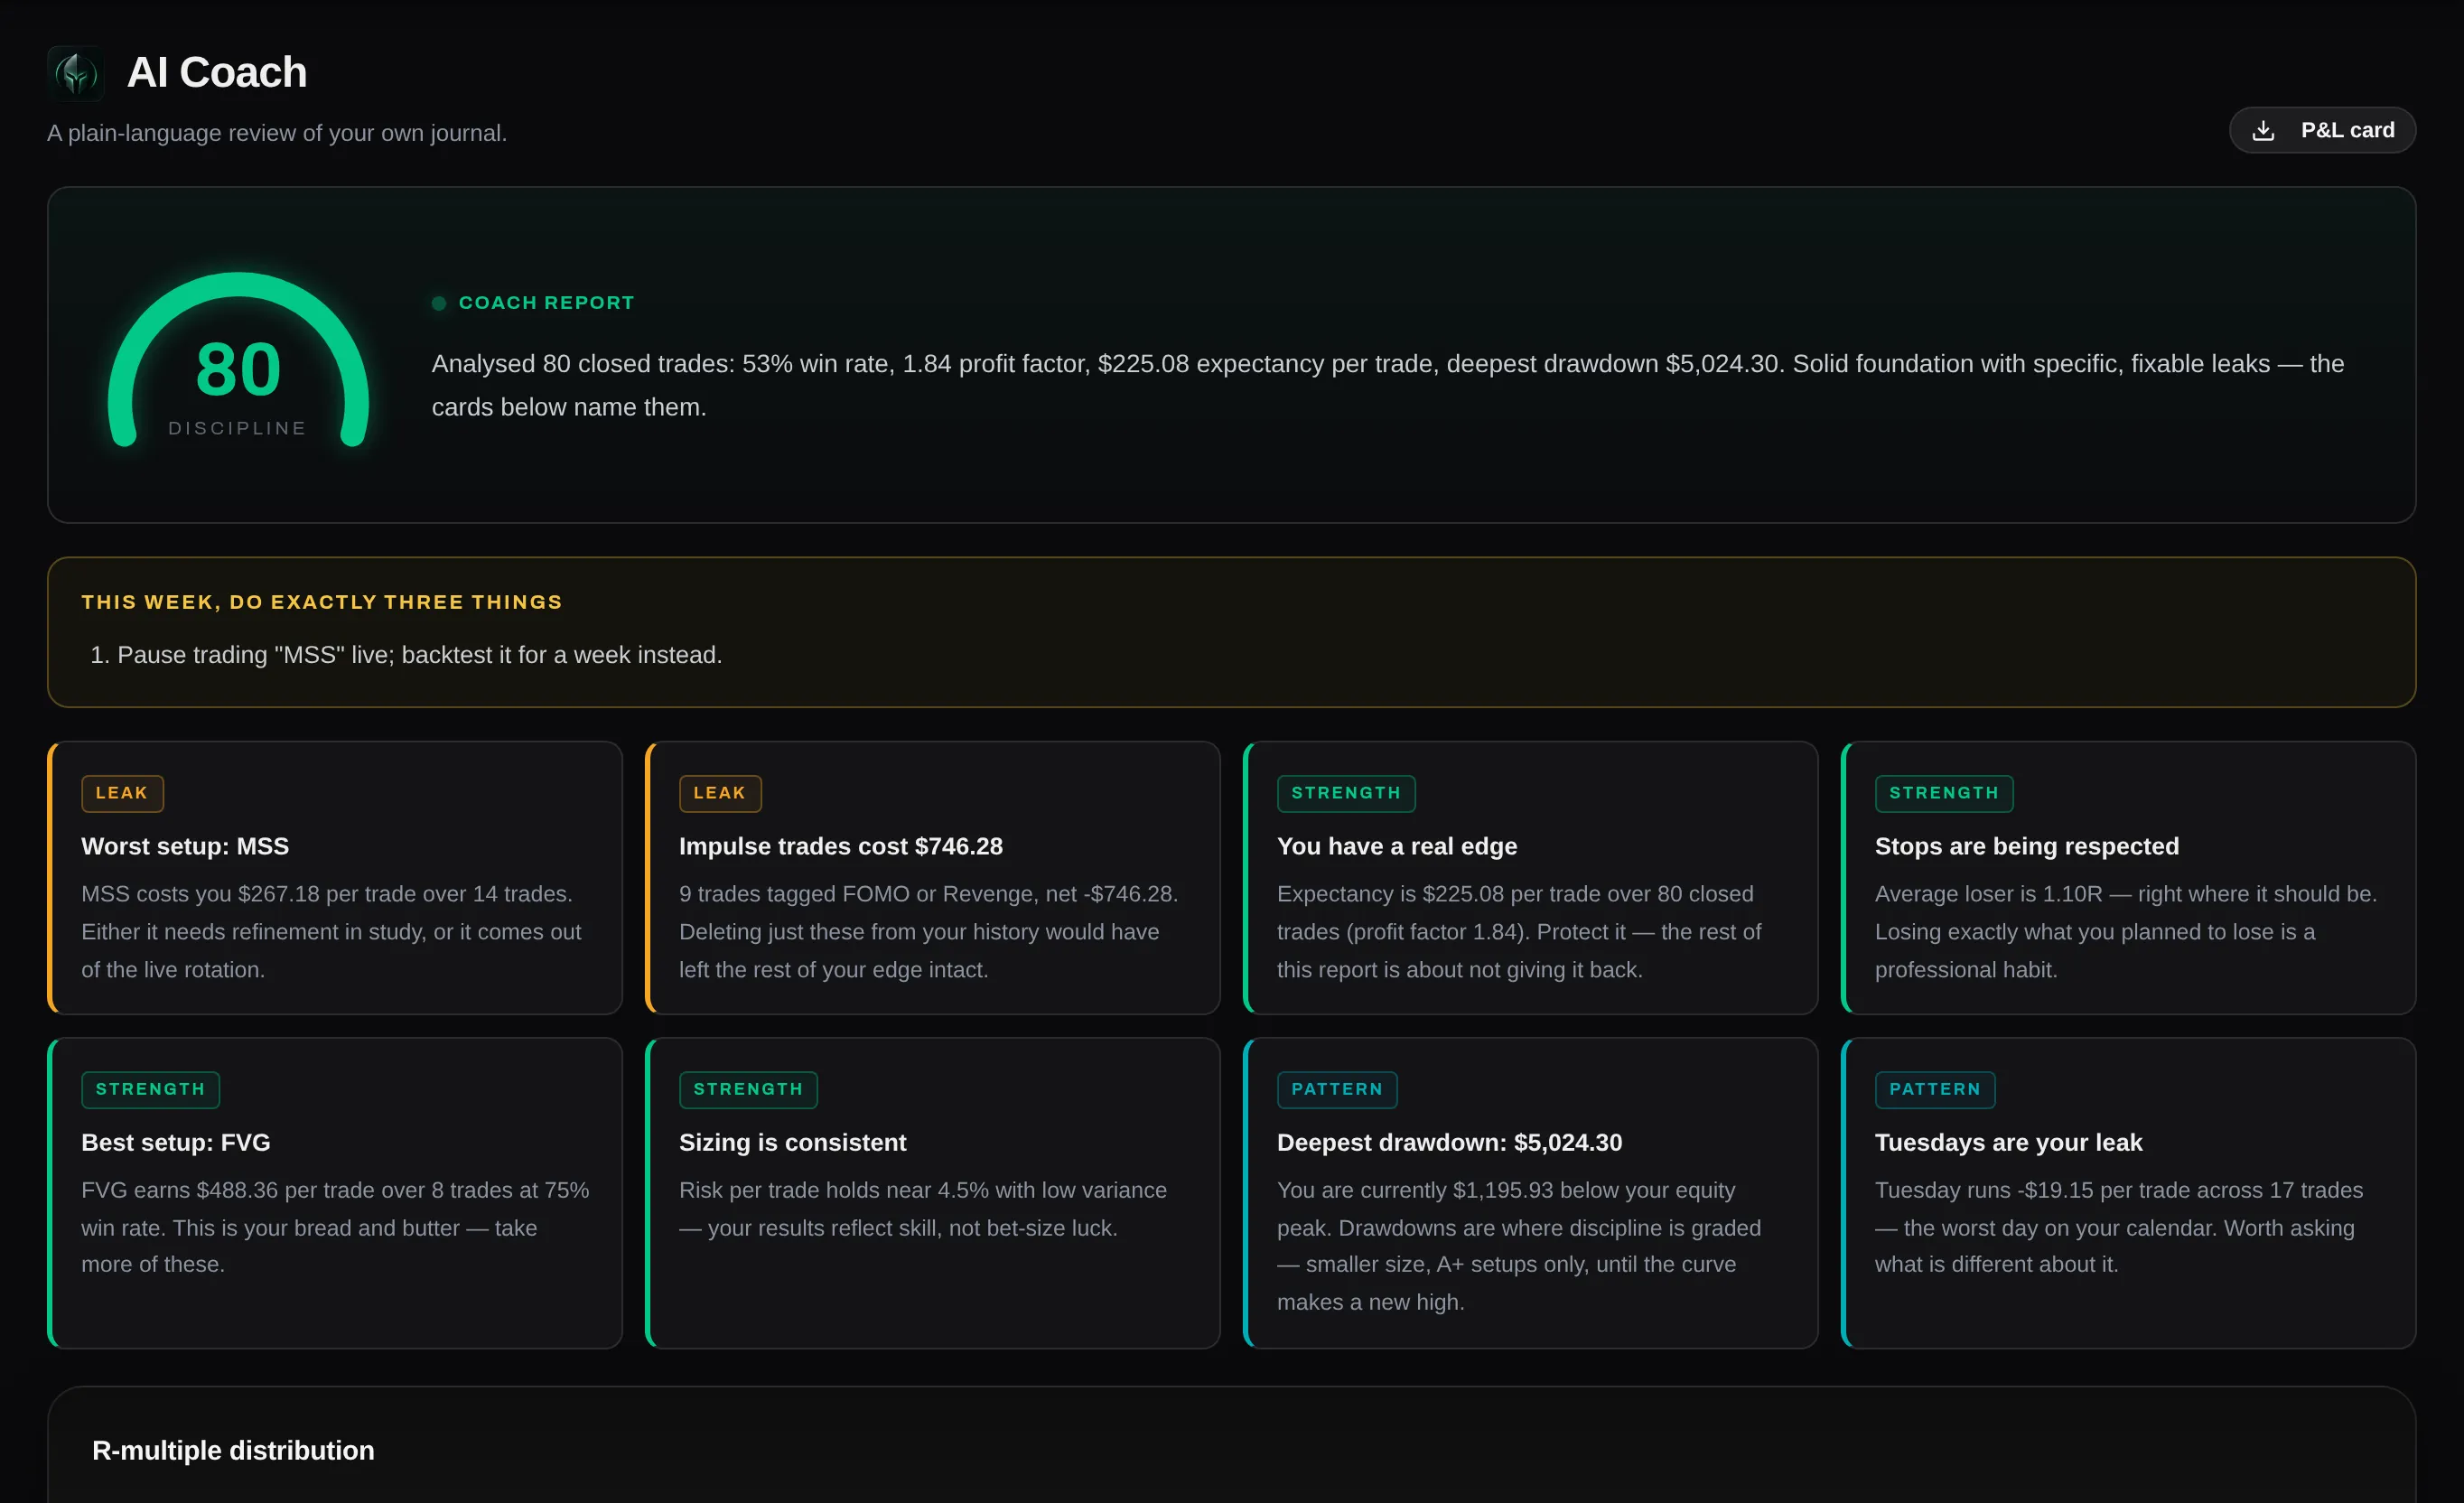 AI Coach
A plain-language review of your own journal.
P&L card
80
DISCIPLINE
COACH REPORT
Analysed 80 closed trades: 53% win rate, 1.84 profit factor, $225.08 expectancy per trade, deepest drawdown $5,024.30. Solid foundation with specific, fixable leaks — the
cards below name them.
THIS WEEK, DO EXACTLY THREE THINGS
1. Pause trading "MSS" live; backtest it for a week instead.
LEAK
Worst setup: MSS
MSS costs you $267.18 per trade over 14 trades.
Either it needs refinement in study, or it comes out
of the live rotation.
LEAK
Impulse trades cost $746.28
9 trades tagged FOMO or Revenge, net -$746.28.
Deleting just these from your history would have
left the rest of your edge intact.
STRENGTH
You have a real edge
Expectancy is $225.08 per trade over 80 closed
trades (profit factor 1.84). Protect it — the rest of
this report is about not giving it back.
STRENGTH
Stops are being respected
Average loser is 1.10R — right where it should be.
Losing exactly what you planned to lose is a
professional habit.
STRENGTH
Best setup: FVG
FVG earns $488.36 per trade over 8 trades at 75%
win rate. This is your bread and butter — take
more of these.
STRENGTH
Sizing is consistent
Risk per trade holds near 4.5% with low variance
— your results reflect skill, not bet-size luck.
PATTERN
Deepest drawdown: $5,024.30
You are currently $1,195.93 below your equity
peak. Drawdowns are where discipline is graded
— smaller size, A+ setups only, until the curve
makes a new high.
PATTERN
Tuesdays are your leak
Tuesday runs -$19.15 per trade across 17 trades
— the worst day on your calendar. Worth asking
what is different about it.
R-multiple distribution